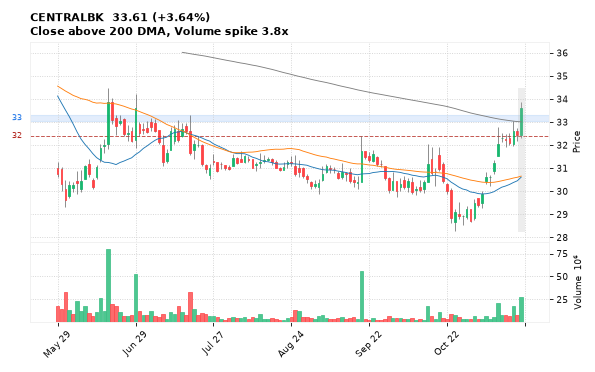 CENTRALBK 33.61 (+3.64%)
Close above 200 DMA, Volume spike 3.8x
36
35
34
33
32
31
30
29
28
Price
33
32
75
50
25
Volume 10⁶
May 29
Jun 29
Jul 27
Aug 24
Sep 22
Oct 22